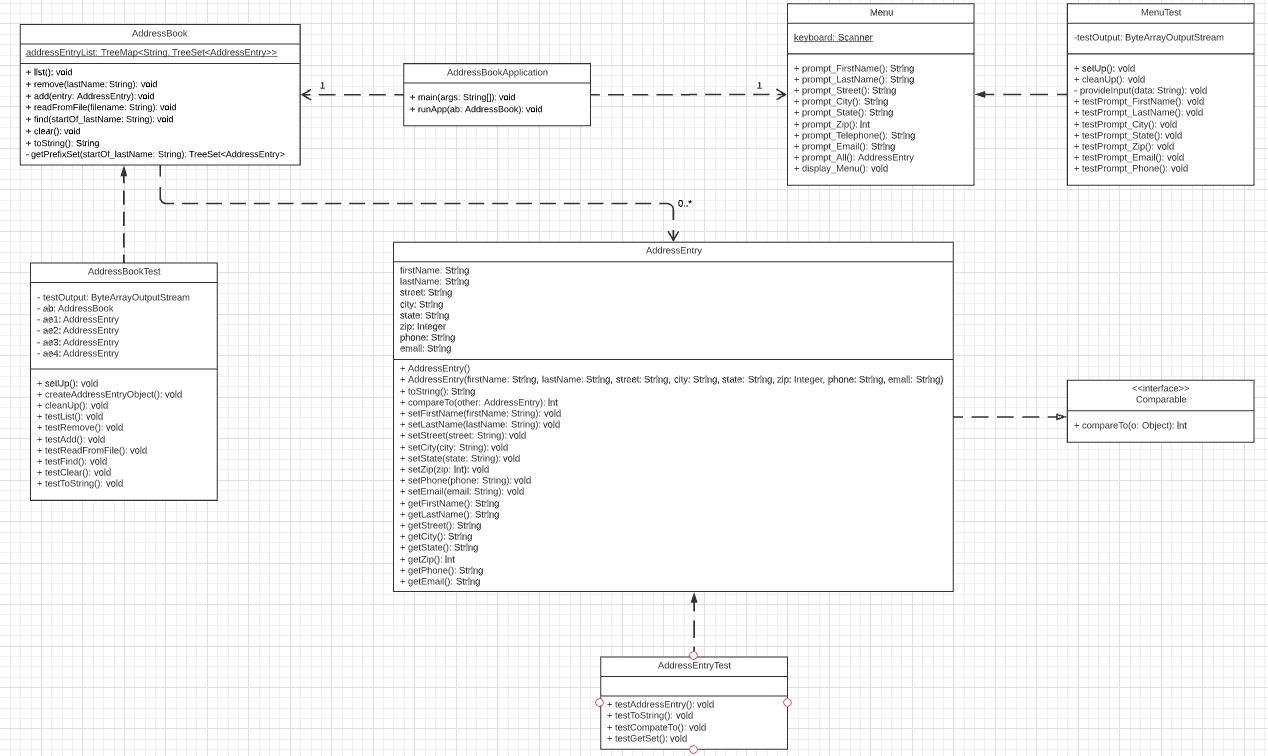 AddressBook
addressEntryList: TreeMap<String, TreeSet<AddressEntry>>
+ list(): void
+ remove(lastName: String): void
+ add(entry: AddressEntry): void
+ readFromFile(filename: String): void
+ find(startOf_lastName: String): void
+ clear(): void
+ toString(): String
- getPrefixSet(startOf_lastName: String): TreeSet<AddressEntry>
1
AddressBookApplication
+ main(args: String[]): void
+ runApp(ab: AddressBook): void
1
Menu
keyboard: Scanner
+ prompt_FirstName(): String
+ prompt_LastName(): String
+ prompt_Street(): String
+ prompt_City(): String
+ prompt_State(): String
+ prompt_Zip(): Int
+ prompt_Telephone(): String
+ prompt_Email(): String
+ prompt_All(): AddressEntry
+ display_Menu(): void
MenuTest
-testOutput: ByteArrayOutputStream
+ setUp(): void
+ cleanUp(): void
- provideInput(data: String): void
+ testPrompt_FirstName(): void
+ testPrompt_LastName(): void
+ testPrompt_City(): void
+ testPrompt_State(): void
+ testPrompt_Zip(): void
+ testPrompt_Email(): void
+ testPrompt_Phone(): void
0..*
AddressBookTest
- testOutput: ByteArrayOutputStream
- ab: AddressBook
- ae1: AddressEntry
- ae2: AddressEntry
- ae3: AddressEntry
- ae4: AddressEntry
+ setUp(): void
+ createAddressEntryObject(): void
+ cleanUp(): void
+ testList(): void
+ testRemove(): void
+ testAdd(): void
+ testReadFromFile(): void
+ testFind(): void
+ testClear(): void
+ testToString(): void
AddressEntry
firstName: String
lastName: String
street: String
city: String
state: String
zip: Integer
phone: String
email: String
+ AddressEntry()
+ AddressEntry(firstName: String, lastName: String, street: String, city: String, state: String, zip: Integer, phone: String, email: String)
+ toString(): String
+ compareTo(other: AddressEntry): Int
+ setFirstName(firstName: String): void
+ setLastName(lastName: String): void
+ setStreet(street: String): void
+ setCity(city: String): void
+ setState(state: String): void
+ setZip(zip: Int): void
+ setPhone(phone: String): void
+ setEmail(email: String): void
+ getFirstName(): String
+ getLastName(): String
+ getStreet(): String
+ getCity(): String
+ getState(): String
+ getZip(): Int
+ getPhone(): String
+ getEmail(): String
<<interface>>
Comparable
+ compareTo(o: Object): Int
AddressEntryTest
+ testAddressEntry(): void
+ testToString(): void
+ testCompateTo(): void
+ testGetSet(): void